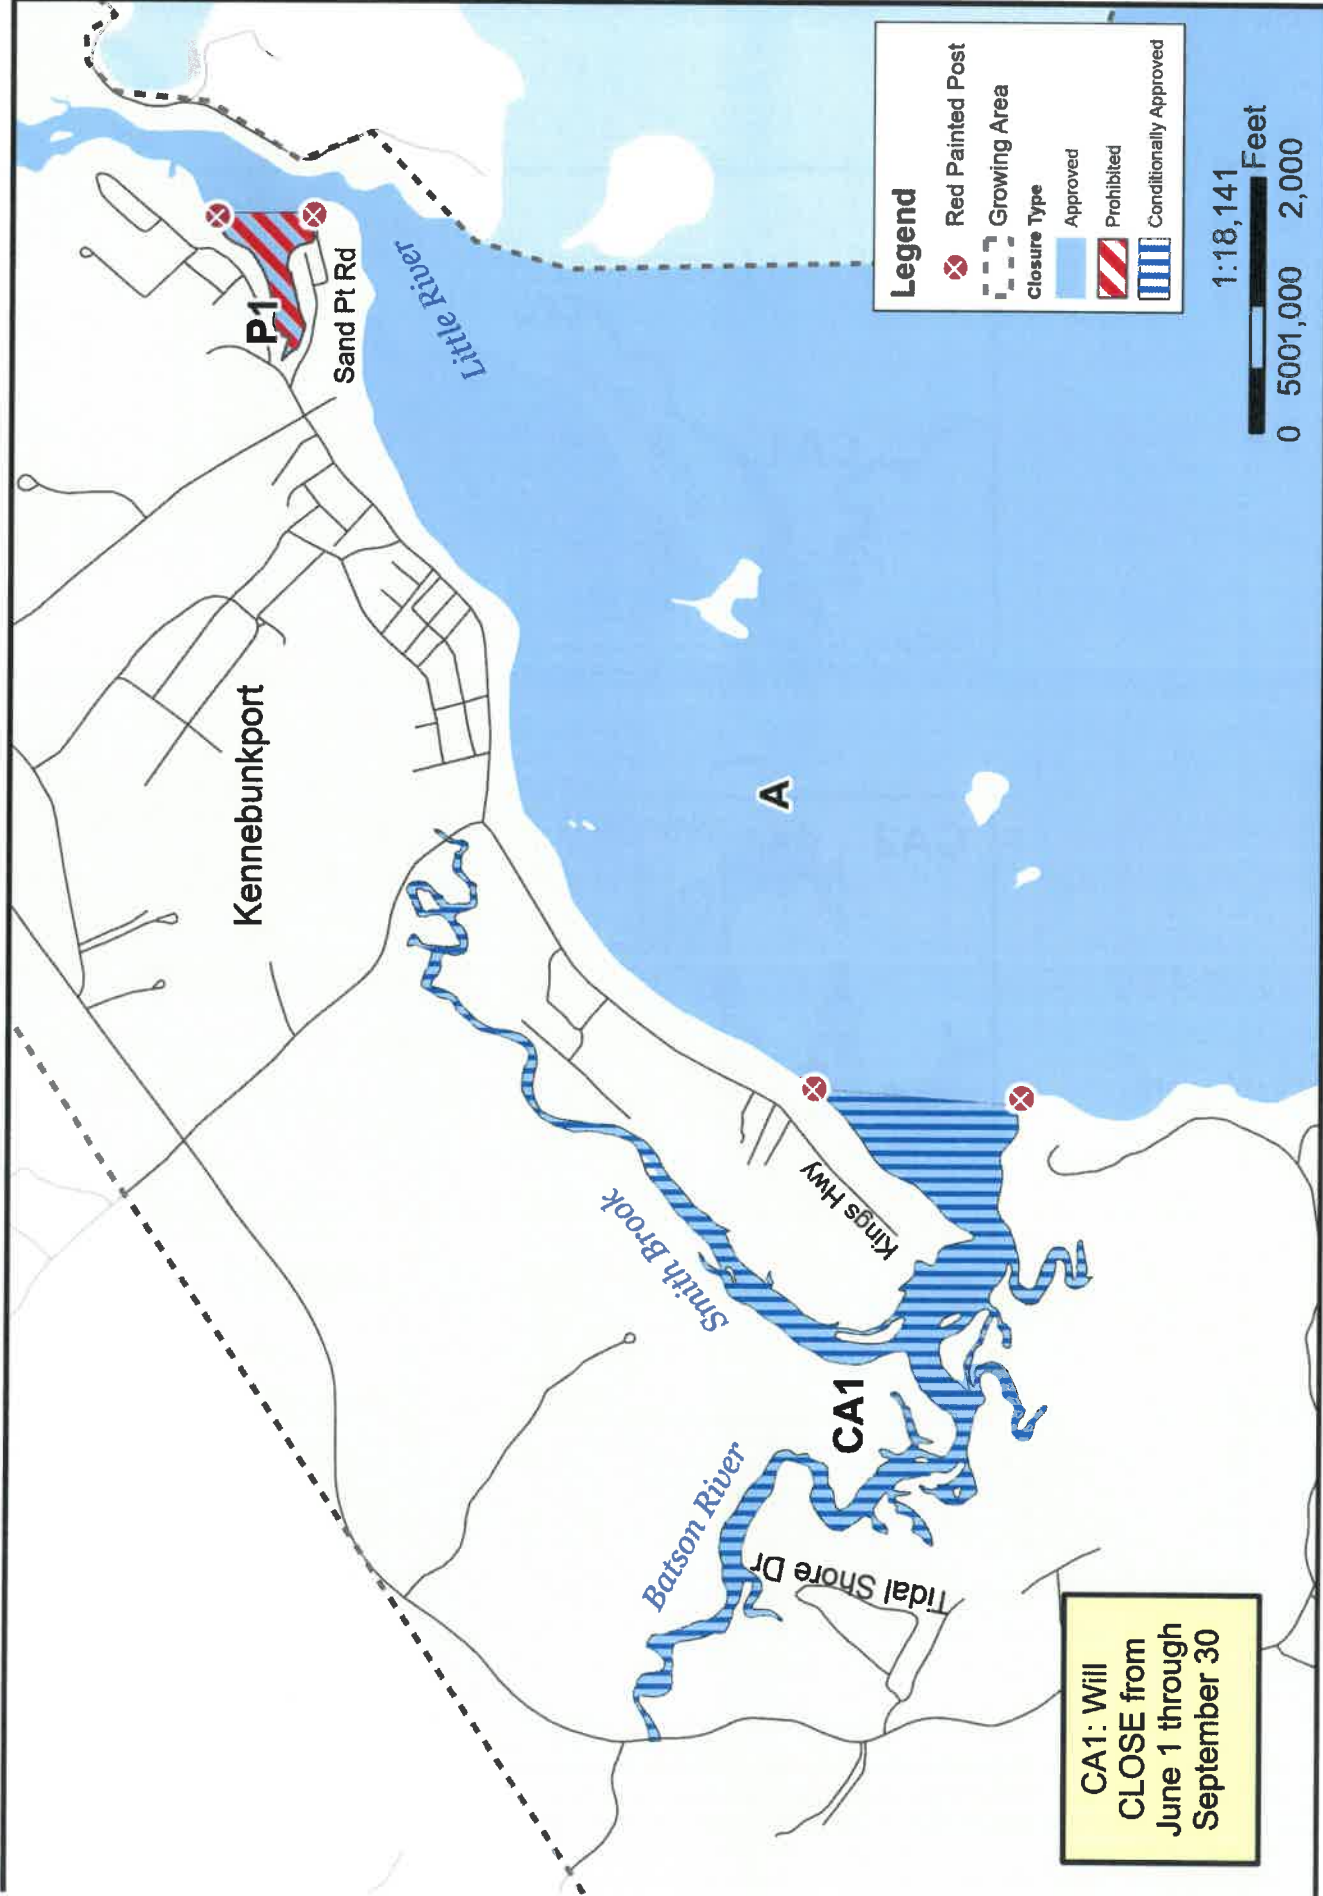 Kennebunkport
P1
Sand Pt Rd
Little River
A
Smith Brook
Kings Hwy
CA1
Batson River
Tidal Shore Dr
CA1: Will
CLOSE from
June 1 through
September 30
Legend
Red Painted Post
Growing Area
Closure Type
Approved
Prohibited
Conditionally Approved
1:18,141
Feet
0 500 1,000 2,000